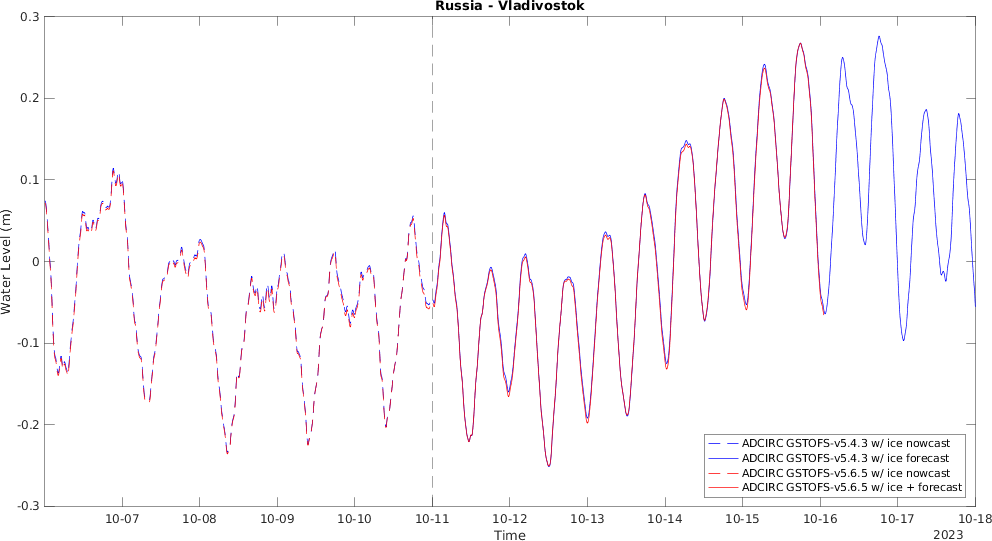 Russia - Vladivostok
0.3
0.2
0.1
0
-0.1
-0.2
-0.3
Water Level (m)
ADCIRC GSTOFS-v5.4.3 w/ ice nowcast
ADCIRC GSTOFS-v5.4.3 w/ ice forecast
ADCIRC GSTOFS-v5.6.5 w/ ice nowcast
ADCIRC GSTOFS-v5.6.5 w/ ice + forecast
10-07 10-08 10-09 10-10 10-11 10-12 10-13 10-14 10-15 10-16 10-17 10-18
Time
2023